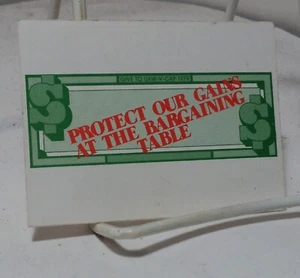 PROTECT OUR GAINS
AT THE BARGAINING
TABLE